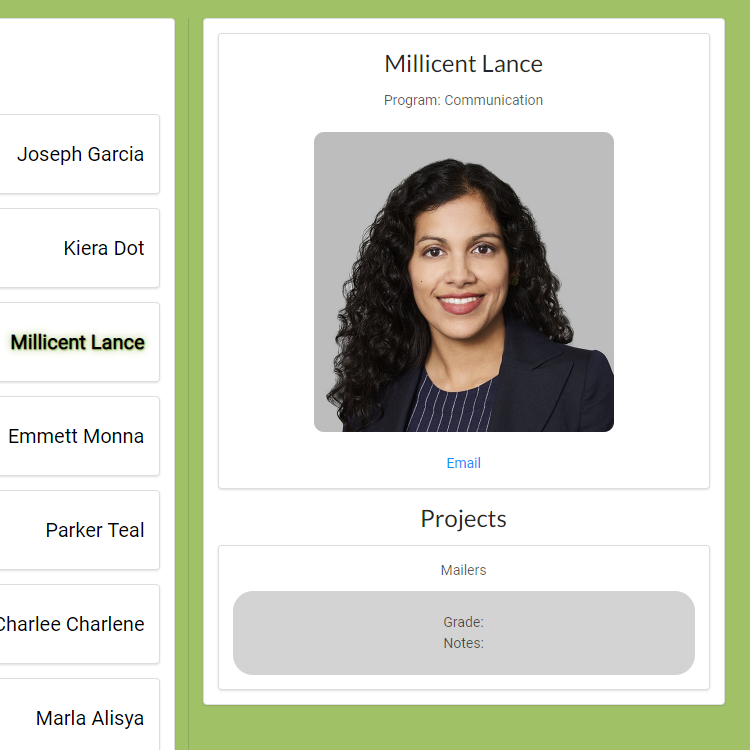 Joseph Garcia
Kiera Dot
Millicent Lance
Emmett Monna
Parker Teal
Charlee Charlene
Marla Alisya
Millicent Lance
Program: Communication
Email
Projects
Mailers
Grade:
Notes: